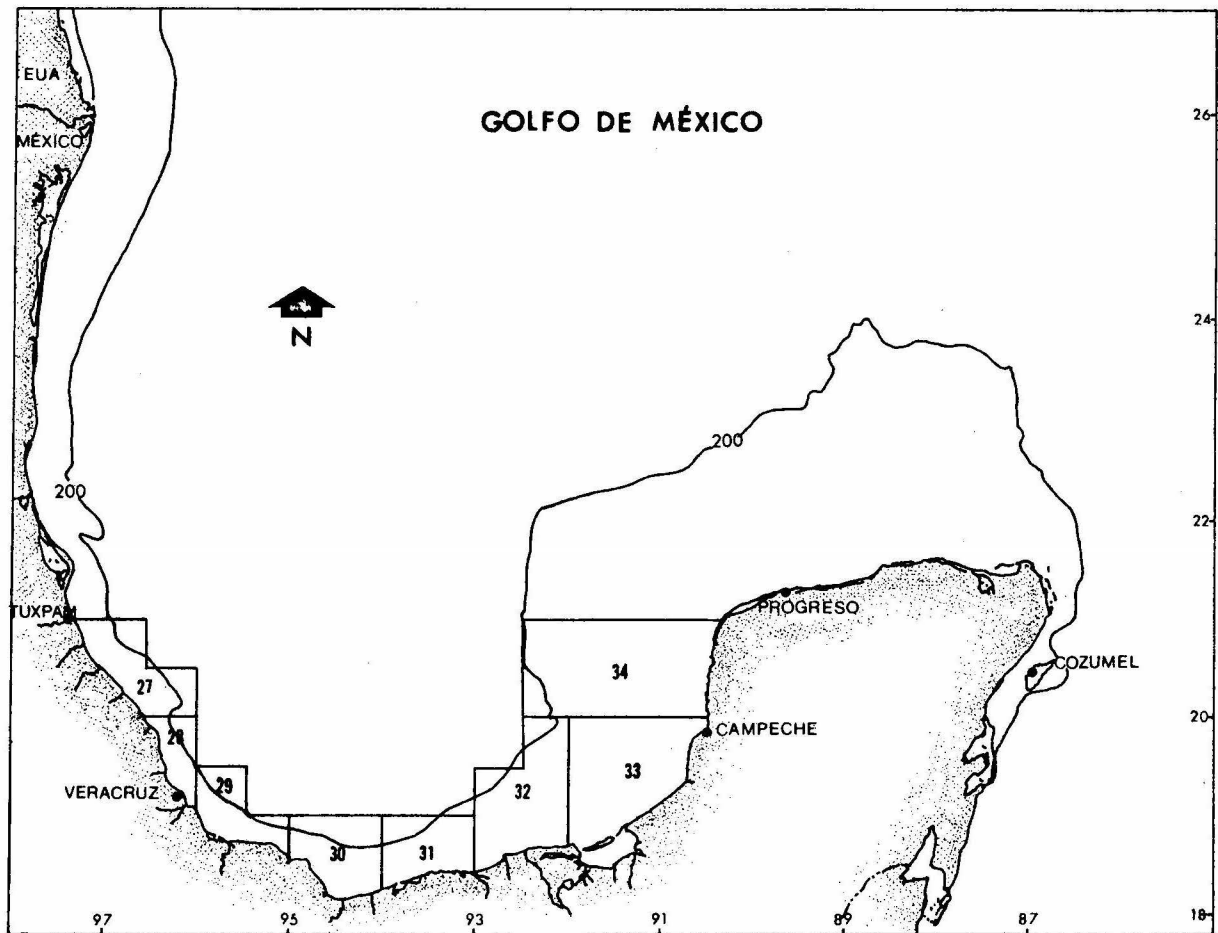 EUA
GOLFO DE MÉXICO
26
MÉXICO
N
24
200
200
22
TUXPAM
PROGRESO
COZUMEL
27
34
20
28
CAMPECHE
29
32
33
VERACRUZ
30
31
97
95
93
91
89
87
18